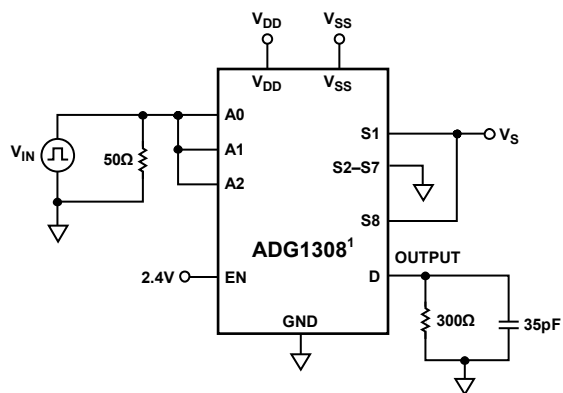 V_DD V_SS
V_DD V_SS
A0
A1
A2
V_IN
50Ω
S1
V_S
S2–S7
S8
ADG1308¹
OUTPUT
2.4V
EN
D
300Ω
35pF
GND